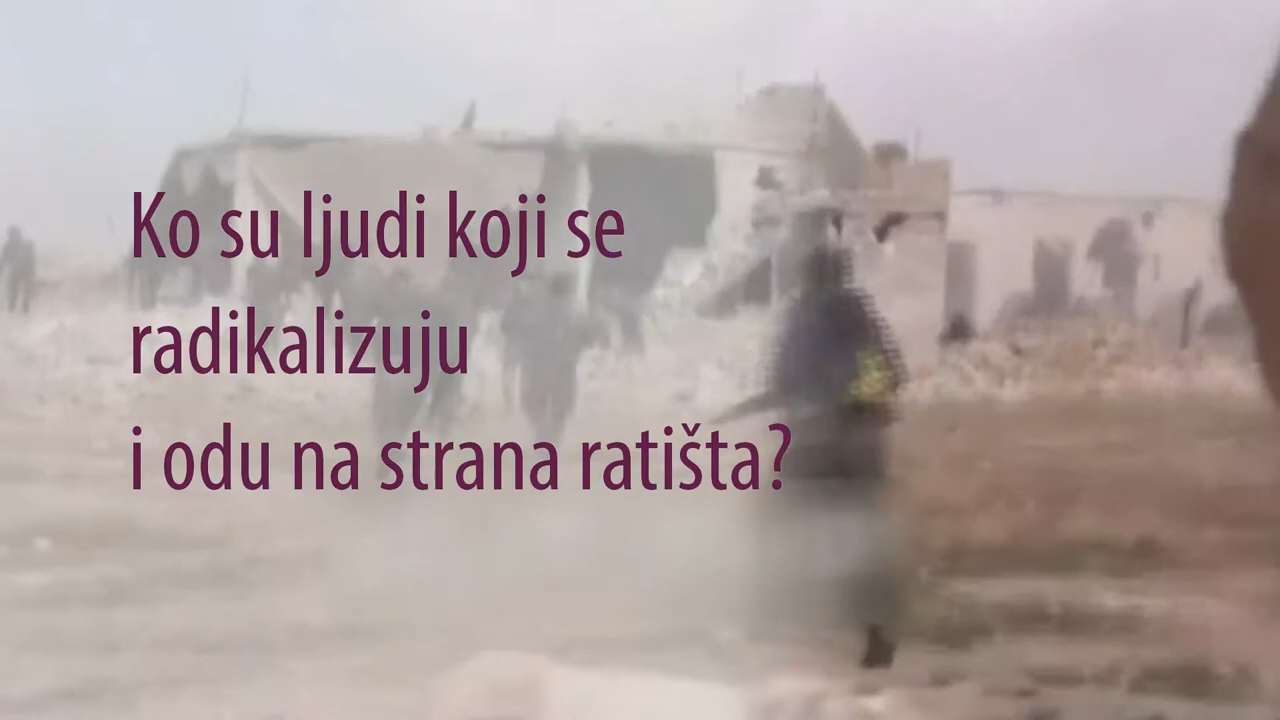 Ko su ljudi koji se
radikalizuju
i odu na strana ratišta?